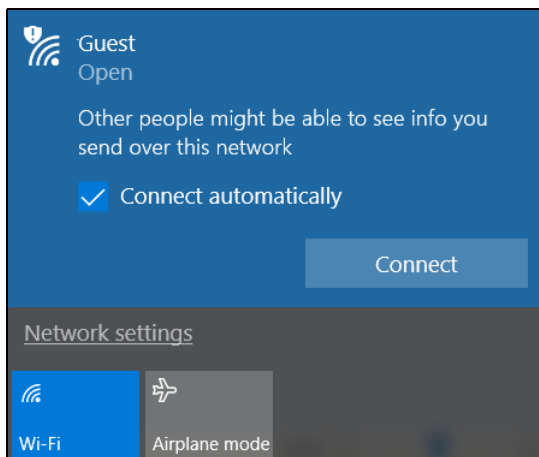 Guest
Open
Other people might be able to see info you
send over this network
Connect automatically
Connect
Network settings
Wi-Fi
Airplane mode